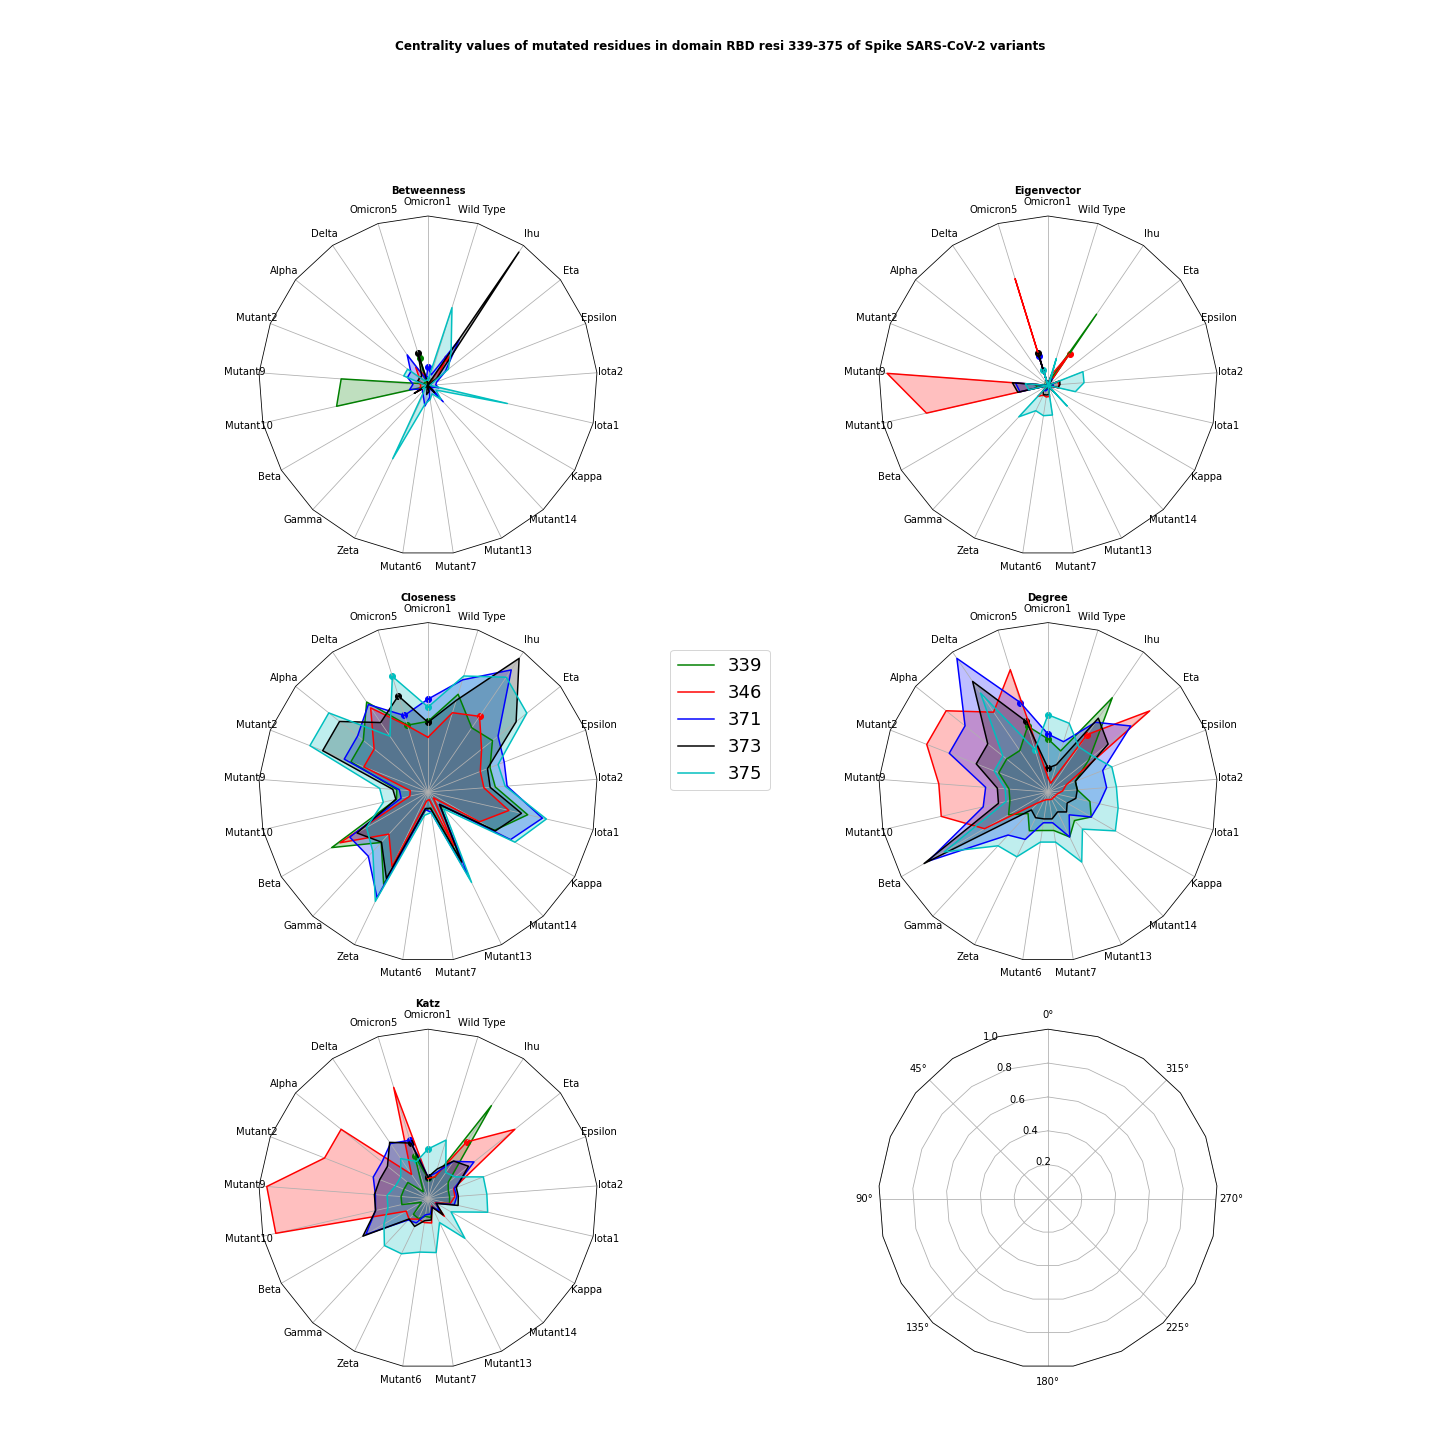 Centrality values of mutated residues in domain RBD resi 339-375 of Spike SARS-CoV-2 variants
Betweenness
Omicron1
Omicron5
Wild Type
Delta
Ihu
Alpha
Eta
Mutant2
Epsilon
Mutant9
Iota2
Mutant10
Iota1
Beta
Kappa
Gamma
Mutant14
Zeta
Mutant13
Mutant6
Mutant7
Eigenvector
Omicron1
Omicron5
Wild Type
Delta
Ihu
Alpha
Eta
Mutant2
Epsilon
Mutant9
Iota2
Mutant10
Iota1
Beta
Kappa
Gamma
Mutant14
Zeta
Mutant13
Mutant6
Mutant7
Closeness
Omicron1
Omicron5
Wild Type
Delta
Ihu
Alpha
Eta
Mutant2
Epsilon
Mutant9
Iota2
Mutant10
Iota1
Beta
Kappa
Gamma
Mutant14
Zeta
Mutant13
Mutant6
Mutant7
339
346
371
373
375
Degree
Omicron1
Omicron5
Wild Type
Delta
Ihu
Alpha
Eta
Mutant2
Epsilon
Mutant9
Iota2
Mutant10
Iota1
Beta
Kappa
Gamma
Mutant14
Zeta
Mutant13
Mutant6
Mutant7
Katz
Omicron1
Omicron5
Wild Type
Delta
Ihu
Alpha
Eta
Mutant2
Epsilon
Mutant9
Iota2
Mutant10
Iota1
Beta
Kappa
Gamma
Mutant14
Zeta
Mutant13
Mutant6
Mutant7
0°
1.0
45°
0.8
315°
0.6
0.4
0.2
90°
270°
135°
225°
180°